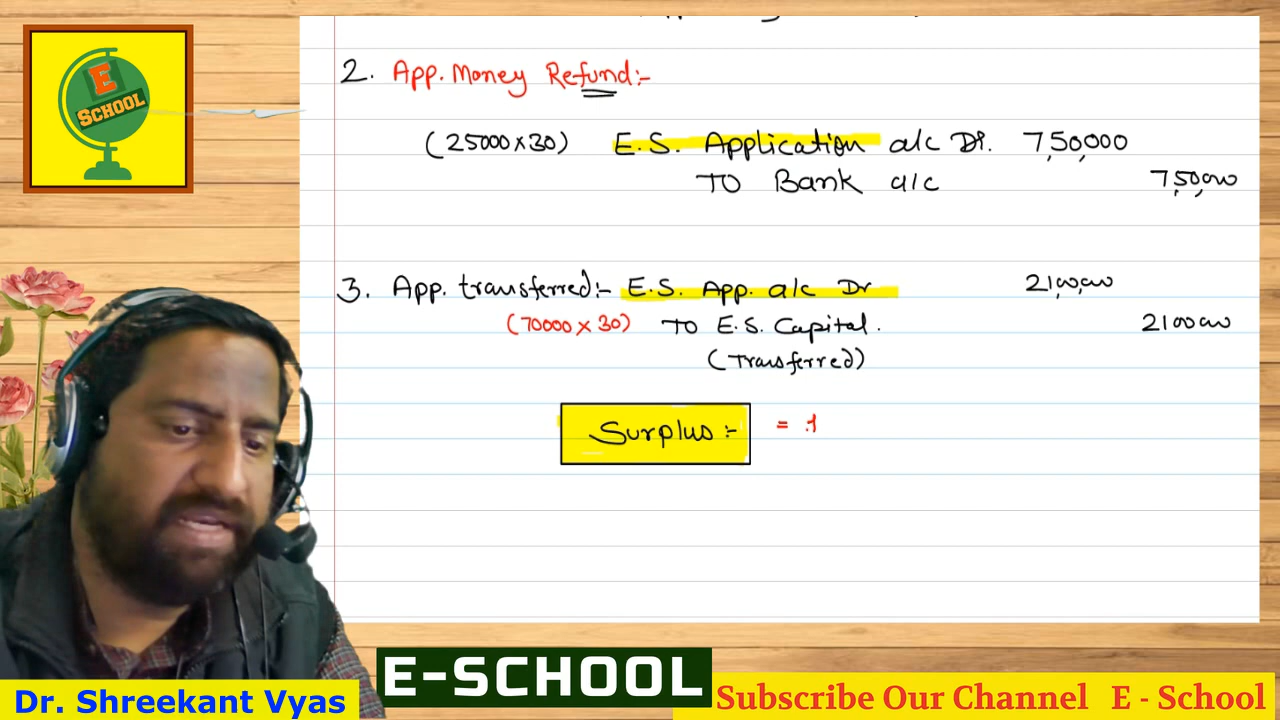 E
SCHOOL
2. App. Money Refund:-
(25000×30) E.S. Application a/c Dr. 7,50,000
TO Bank a/c 7,50,000
3. App. transferred:- E.S. App. a/c Dr 21,00,000
(70000 × 30) TO E.S. Capital. 2100000
(Transferred)
Surplus:- =
E-SCHOOL
Dr. Shreekant Vyas
Subscribe Our Channel E - School